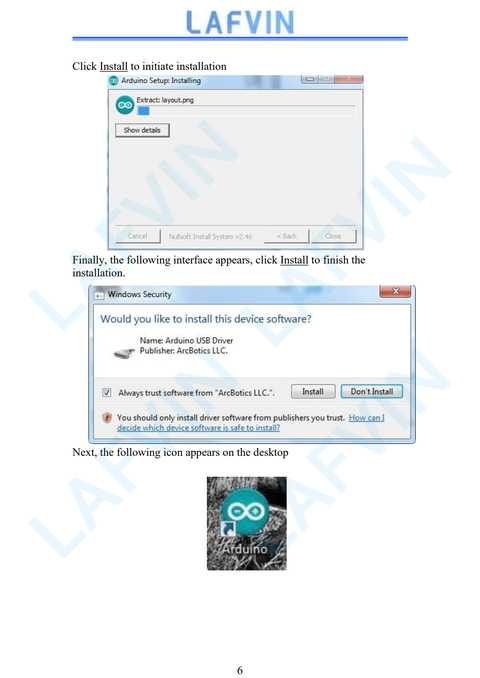 LAFVIN
Click Install to initiate installation
Arduino Setup: Installing
Extract: layout.png
Show details
Cancel
Nullsoft Install System v2.46
< Back
Close
Finally, the following interface appears, click Install to finish the
installation.
Windows Security
Would you like to install this device software?
Name: Arduino USB Driver
Publisher: ArcBotics LLC.
Always trust software from "ArcBotics LLC.".
Install
Don't Install
You should only install driver software from publishers you trust. How can I
decide which device software is safe to install?
Next, the following icon appears on the desktop
Arduino
LAFVIN
LAFVIN
LAFVIN
LAFVIN
6